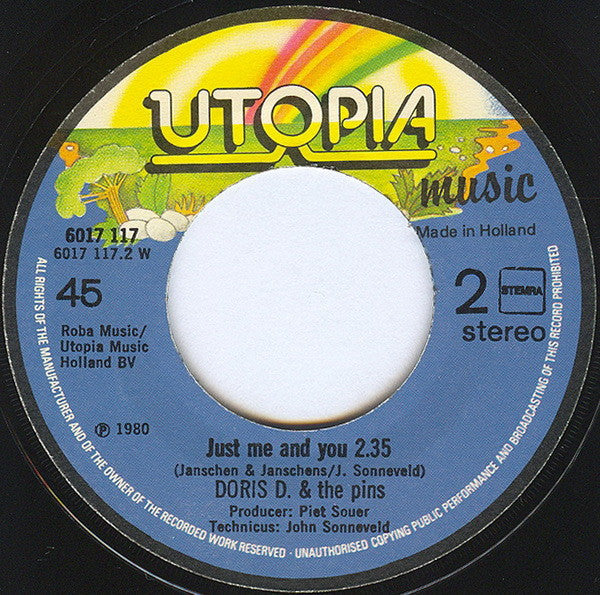 UTOPIA
music
Made in Holland
6017 117
6017 117.2 W
45
2
STEMRA
stereo
Roba Music/
Utopia Music
Holland BV
℗ 1980
Just me and you 2.35
(Janschen & Janschens/J. Sonneveld)
DORIS D. & the pins
Producer: Piet Souer
Technicus: John Sonneveld
ALL RIGHTS OF THE MANUFACTURER AND OF THE OWNER OF THE RECORDED WORK RESERVED - UNAUTHORISED COPYING PUBLIC PERFORMANCE AND BROADCASTING OF THIS RECORD PROHIBITED